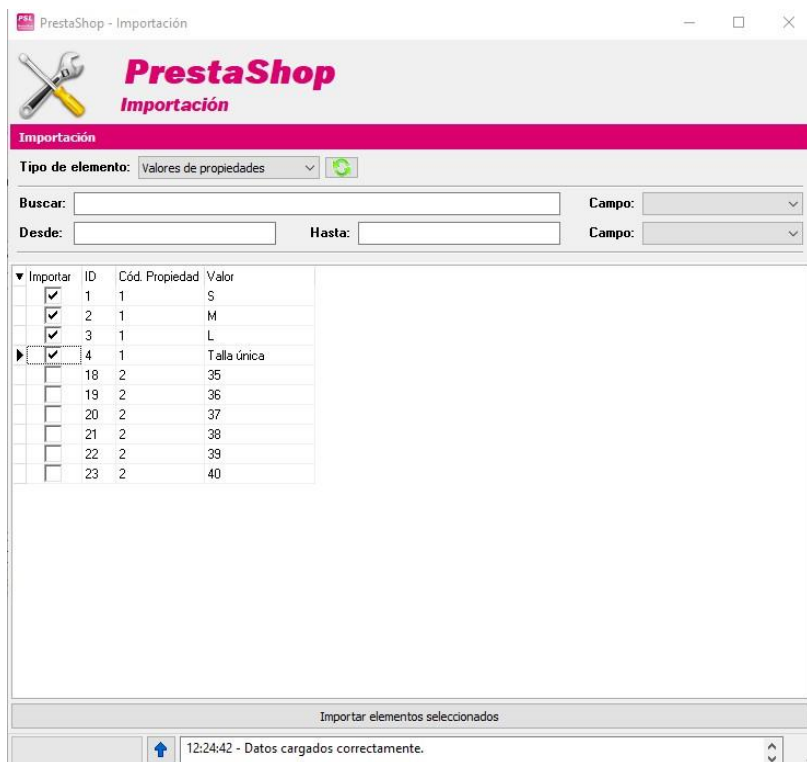 PSL PrestaShop - Importación
PrestaShop
Importación
Importación
Tipo de elemento: Valores de propiedades
Buscar: Campo:
Desde: Hasta: Campo:
Importar ID Cód. Propiedad Valor
1 1 S
2 1 M
3 1 L
4 1 Talla única
18 2 35
19 2 36
20 2 37
21 2 38
22 2 39
23 2 40
Importar elementos seleccionados
12:24:42 - Datos cargados correctamente.